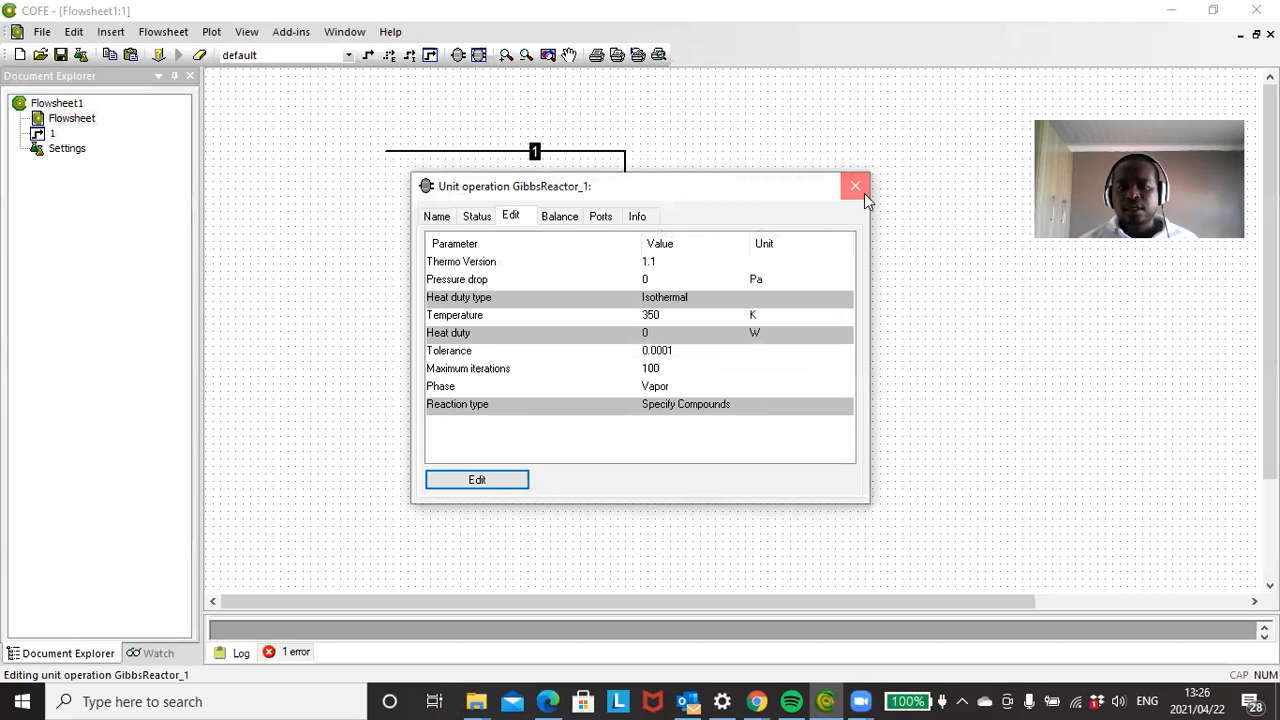 COFE - [Flowsheet1:1]
File Edit Insert Flowsheet Plot View Add-ins Window Help
default
Document Explorer
Flowsheet1
Flowsheet
1
Settings
1
Unit operation GibbsReactor_1:
Name Status Edit Balance Ports Info
Parameter Value Unit
Thermo Version 1.1
Pressure drop 0 Pa
Heat duty type Isothermal
Temperature 350 K
Heat duty 0 W
Tolerance 0.0001
Maximum iterations 100
Phase Vapor
Reaction type Specify Compounds
Edit
Document Explorer Watch Log 1 error
Editing unit operation GibbsReactor_1 CAP NUM
Type here to search 100% ENG 13:26
2021/04/22 28